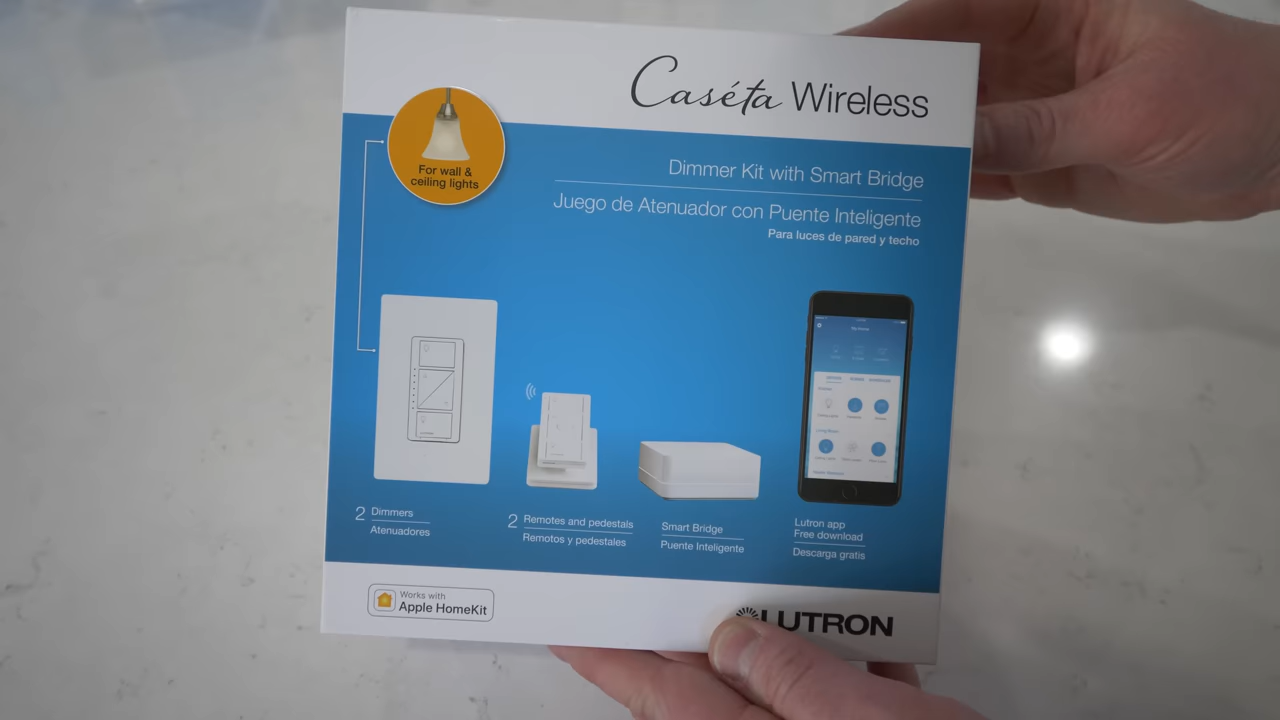 Caséta Wireless
For wall &
ceiling lights
Dimmer Kit with Smart Bridge
Juego de Atenuador con Puente Inteligente
Para luces de pared y techo
2 Dimmers
Atenuadores
2 Remotes and pedestals
Remotos y pedestales
Smart Bridge
Puente Inteligente
Lutron app
Free download
Descarga gratis
Works with
Apple HomeKit
LUTRON